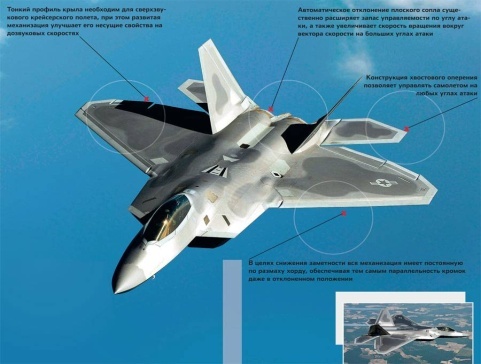 Тонкий профиль крыла необходим для сверхзву-
кового крейсерского полета, при этом развитая
механизация улучшает его несущие свойства на
дозвуковых скоростях
Автоматическое отклонение плоского сопла суще-
ственно расширяет запас управляемости по углу ата-
ки, а также увеличивает скорость вращения вокруг
вектора скорости на больших углах атаки
Конструкция хвостового оперения
позволяет управлять самолетом на
любых углах атаки
В целях снижения заметности вся механизация имеет постоянную
по размаху хорду, обеспечивая тем самым параллельность кромок
даже в отклоненном положении